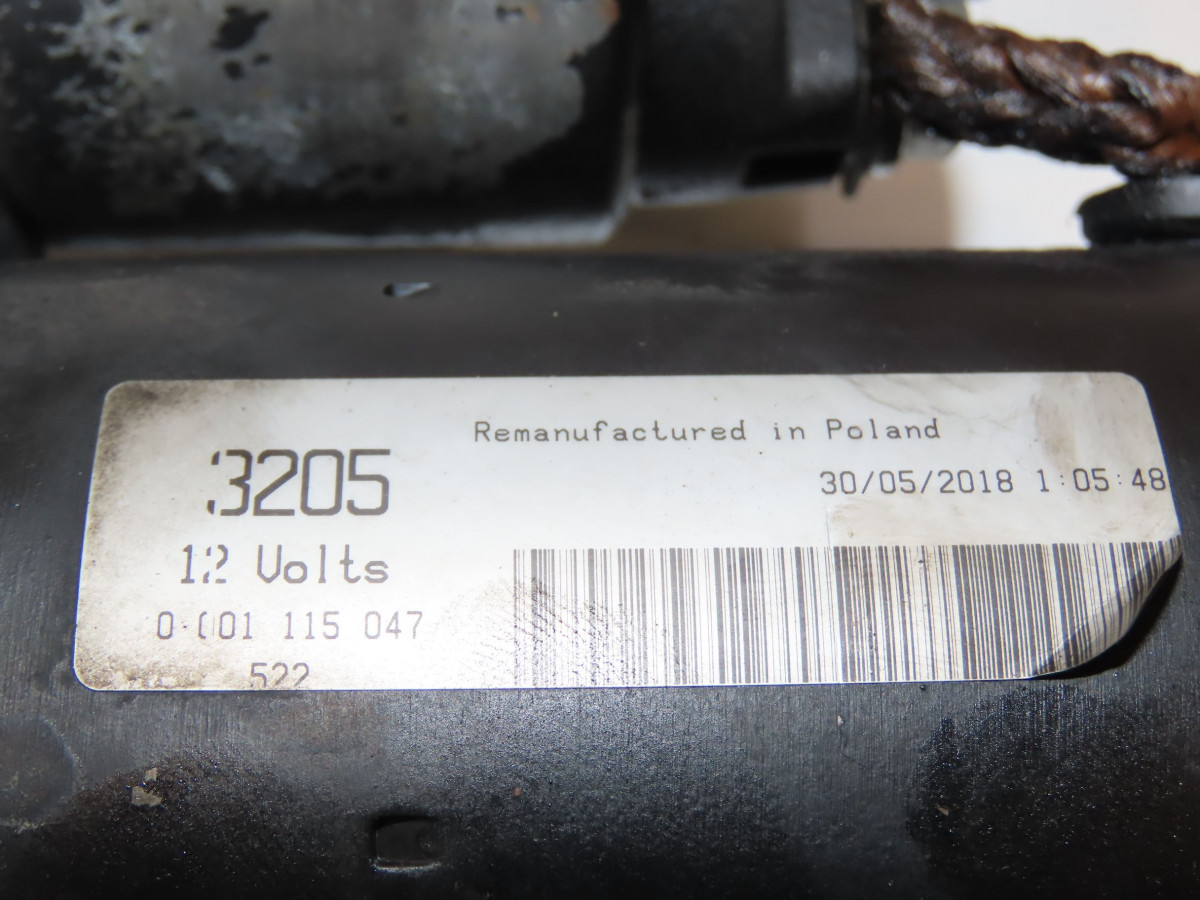 Remanufactured in Poland
3205
30/05/2018 1:05:48
12 Volts
0 001 115 047
522